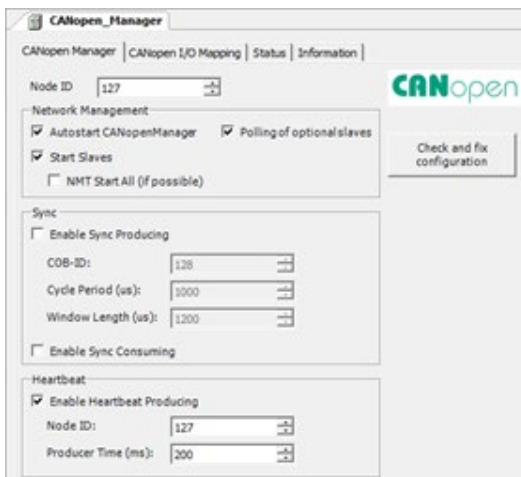 CANopen_Manager
CANopen Manager CANopen I/O Mapping Status Information
Node ID 127
CANopen
Network Management
Autostart CANopenManager Polling of optional slaves
Check and fix configuration
Start Slaves
NMT Start All (if possible)
Sync
Enable Sync Producing
COB-ID: 128
Cycle Period (us): 1000
Window Length (us): 1200
Enable Sync Consuming
Heartbeat
Enable Heartbeat Producing
Node ID: 127
Producer Time (ms): 200